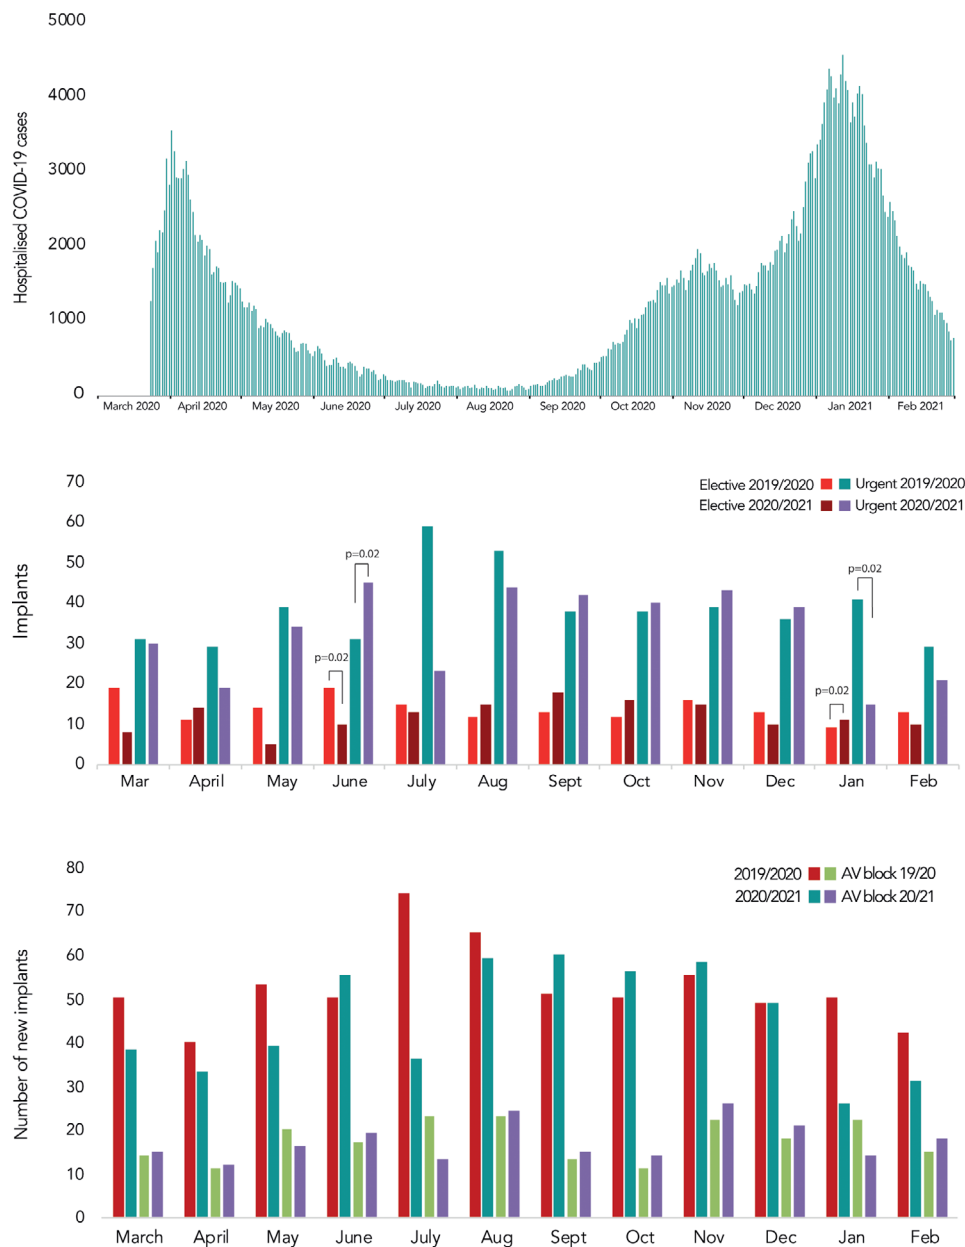 5000
4000
3000
2000
1000
0
Hospitalised COVID-19 cases
March 2020 April 2020 May 2020 June 2020 July 2020 Aug 2020 Sep 2020 Oct 2020 Nov 2020 Dec 2020 Jan 2021 Feb 2021
70
60
50
40
30
20
10
0
Implants
Elective 2019/2020 Urgent 2019/2020
Elective 2020/2021 Urgent 2020/2021
p=0.02
p=0.02
p=0.02
p=0.02
Mar April May June July Aug Sept Oct Nov Dec Jan Feb
80
70
60
50
40
30
20
10
0
Number of new implants
2019/2020 AV block 19/20
2020/2021 AV block 20/21
March April May June July Aug Sept Oct Nov Dec Jan Feb